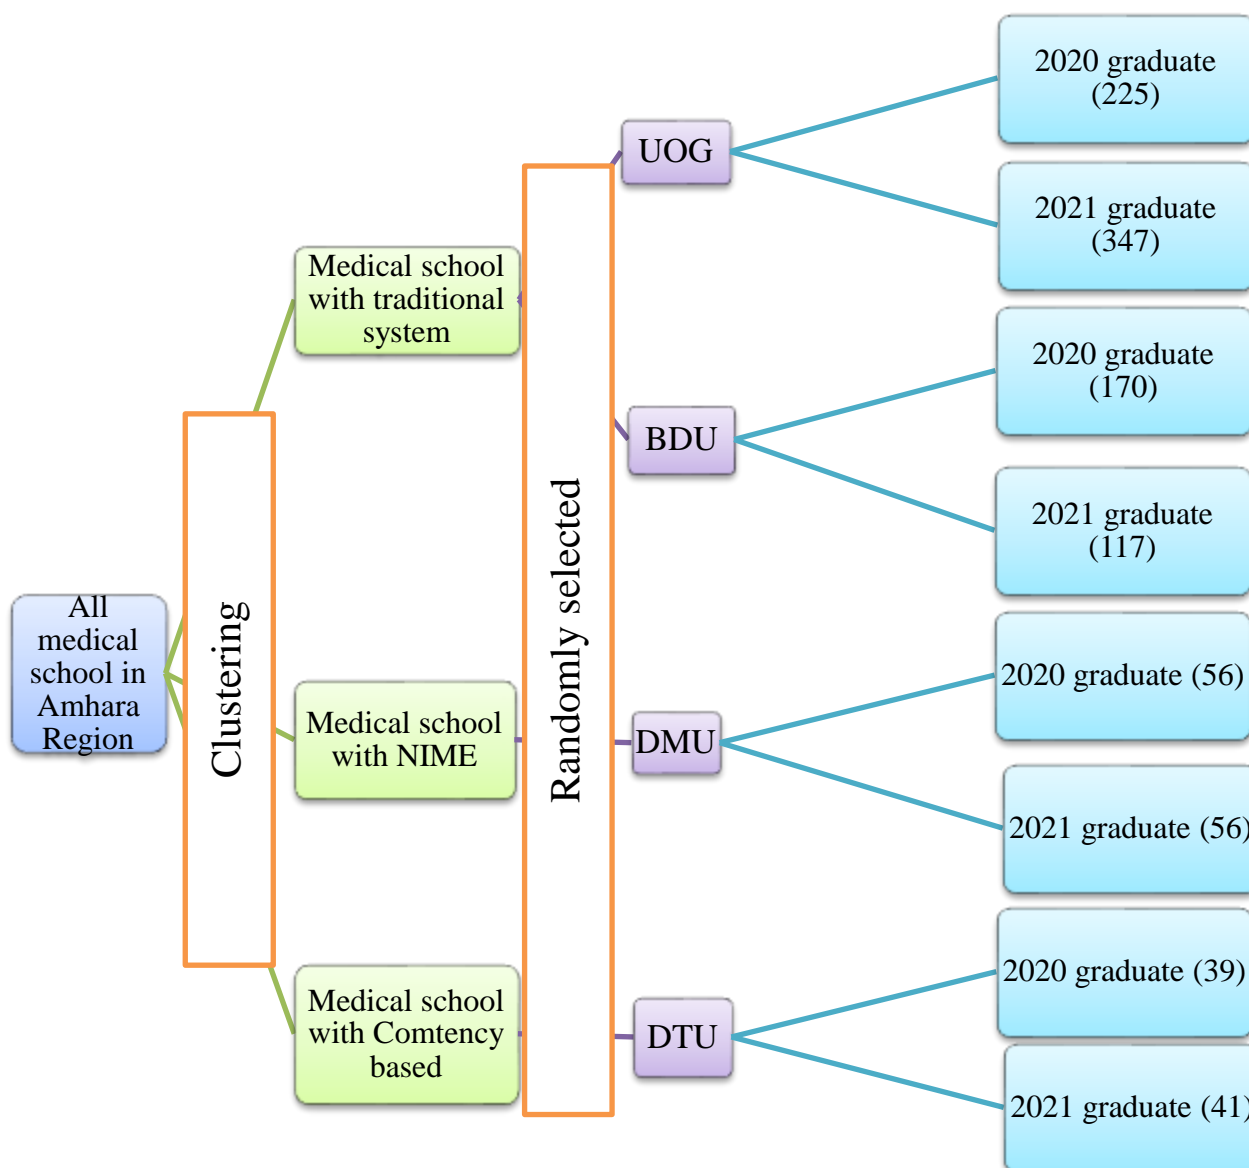 All
medical
school in
Amhara
Region
Clustering
Medical school
with traditional
system
Medical school
with NIME
Medical school
with Comtency
based
Randomly selected
UOG
2020 graduate
(225)
2021 graduate
(347)
BDU
2020 graduate
(170)
2021 graduate
(117)
DMU
2020 graduate (56)
2021 graduate (56)
DTU
2020 graduate (39)
2021 graduate (41)